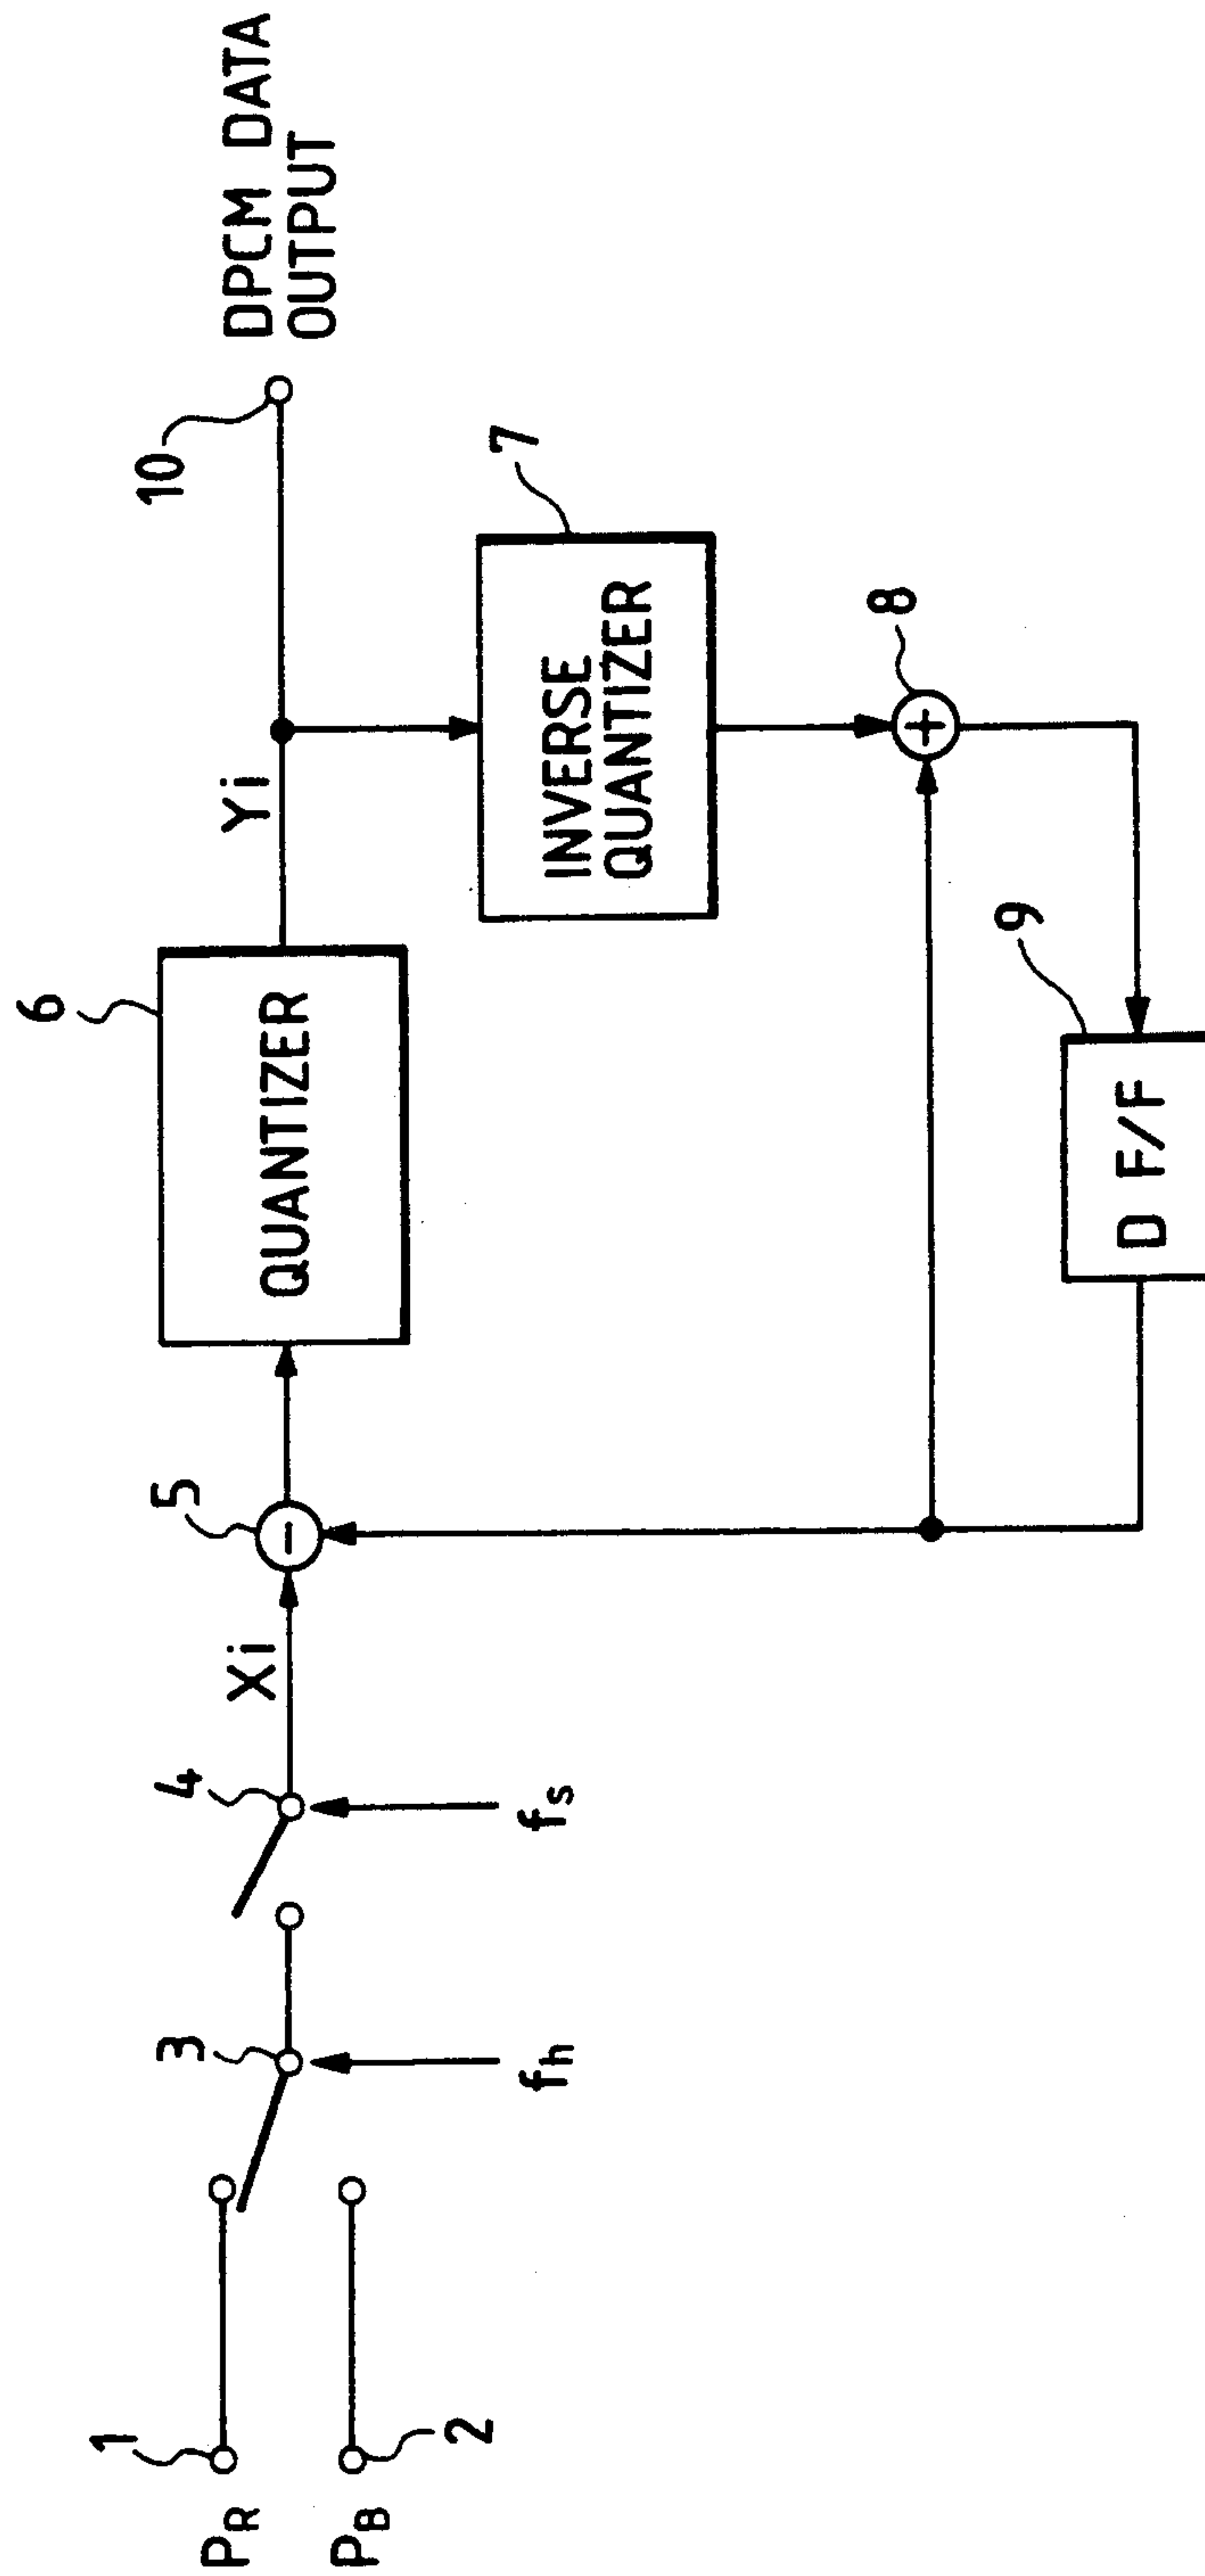 PR
1
PB
2
3
fh
4
fs
Xi
5
6
QUANTIZER
Yi
10
DPCM DATA
OUTPUT
7
INVERSE
QUANTIZER
8
+
−
9
D F/F